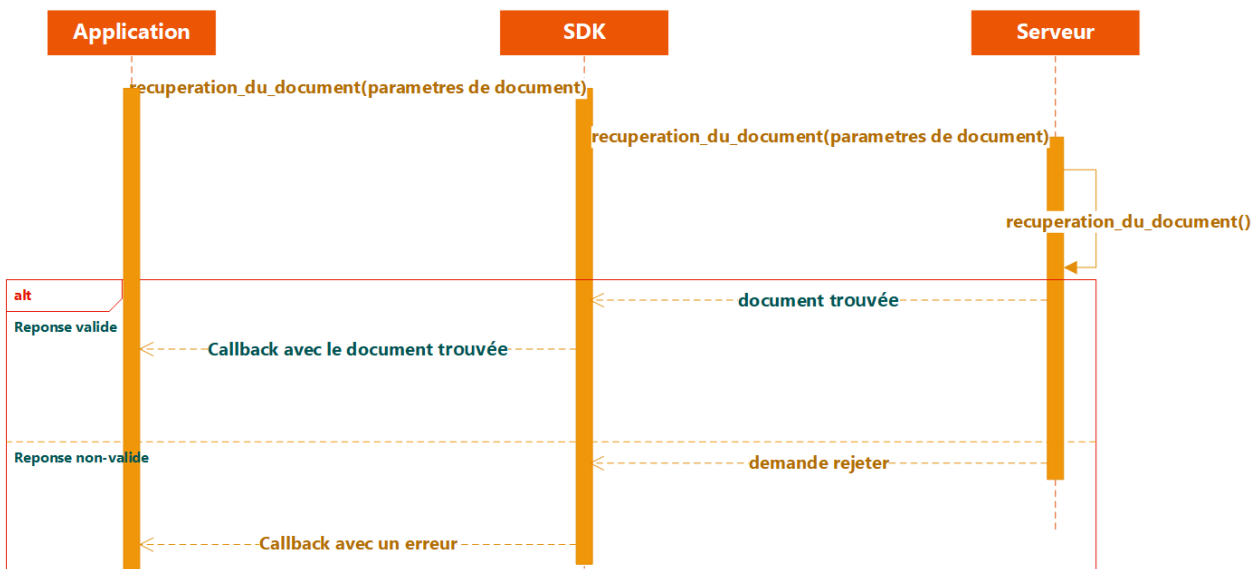 Application
SDK
Serveur
recuperation_du_document(parametres de document)
recuperation_du_document(parametres de document)
recuperation_du_document()
alt
document trouvée
Reponse valide
Callback avec le document trouvée
Reponse non-valide
demande rejeter
Callback avec un erreur